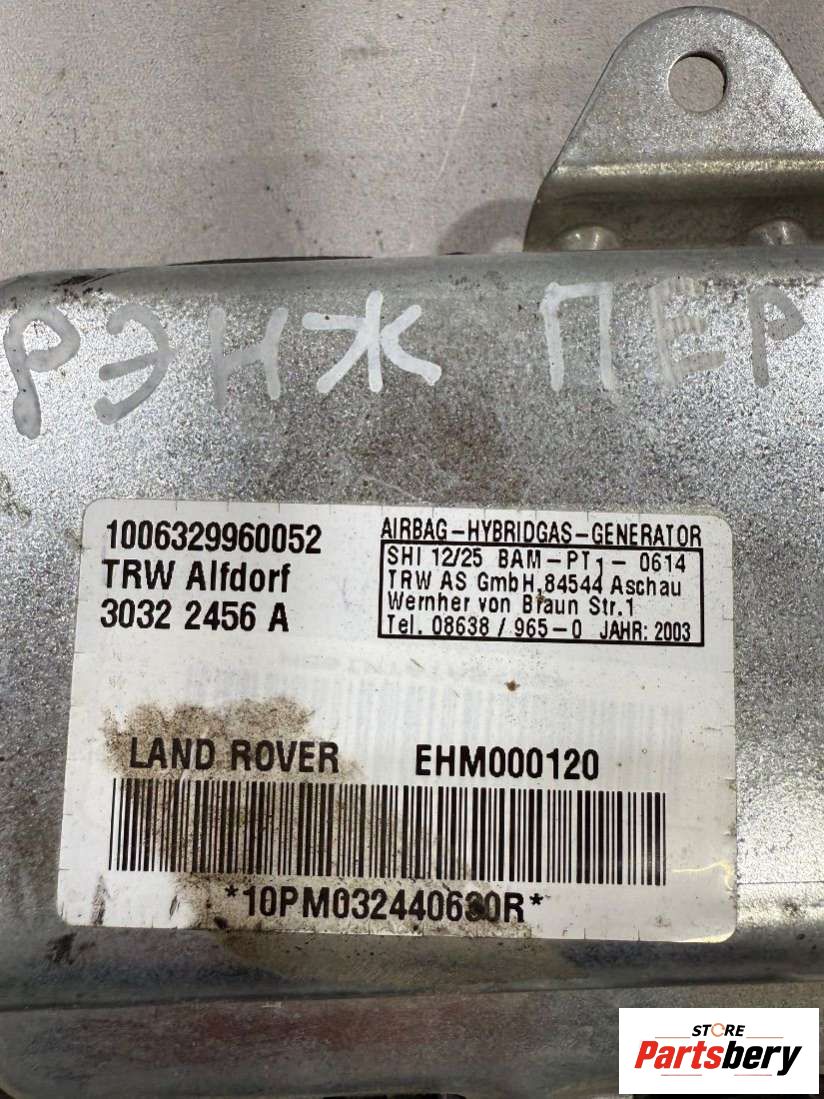 РЭНЖ ПЕР
1006329960052
TRW Alfdorf
3032 2456 A
AIRBAG-HYBRIDGAS-GENERATOR
SHI 12/25 BAM-PT1-0614
TRW AS GmbH,84544 Aschau
Wernher von Braun Str.1
Tel. 08638 / 965-0 JAHR: 2003
LAND ROVER EHM000120
*10PM032440630R*
STORE
Partsbery